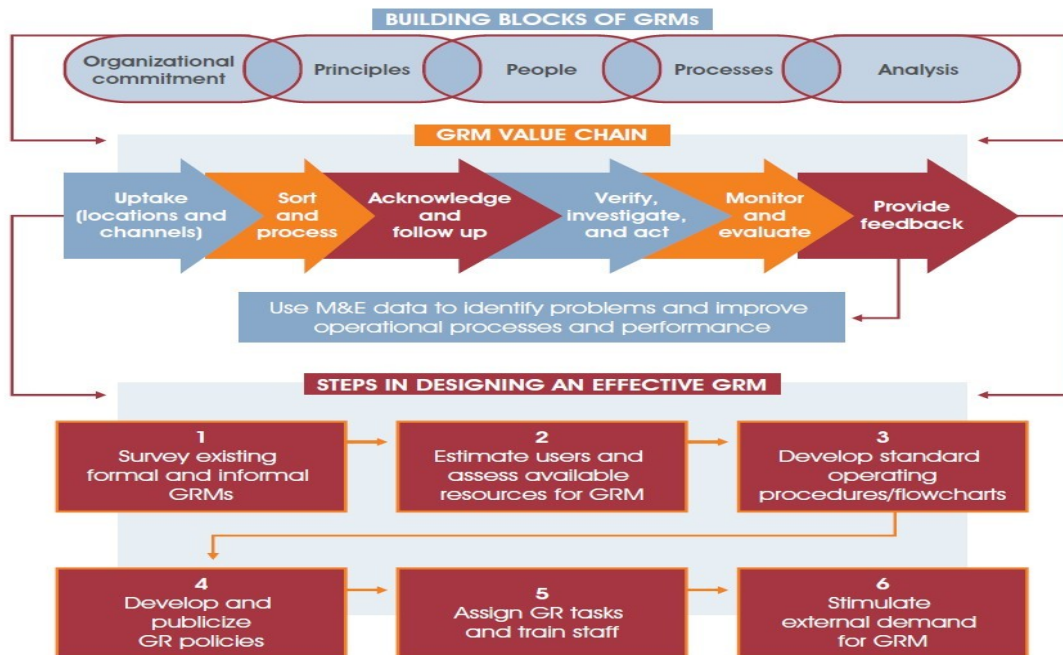 BUILDING BLOCKS OF GRMs
Organizational
commitment
Principles
People
Processes
Analysis
GRM VALUE CHAIN
Uptake
(locations and
channels)
Sort
and
process
Acknowledge
and
follow up
Verify,
investigate,
and act
Monitor
and
evaluate
Provide
feedback
Use M&E data to identify problems and improve
operational processes and performance
STEPS IN DESIGNING AN EFFECTIVE GRM
1
Survey existing
formal and informal
GRMs
2
Estimate users and
assess available
resources for GRM
3
Develop standard
operating
procedures/flowcharts
4
Develop and
publicize
GR policies
5
Assign GR tasks
and train staff
6
Stimulate
external demand
for GRM